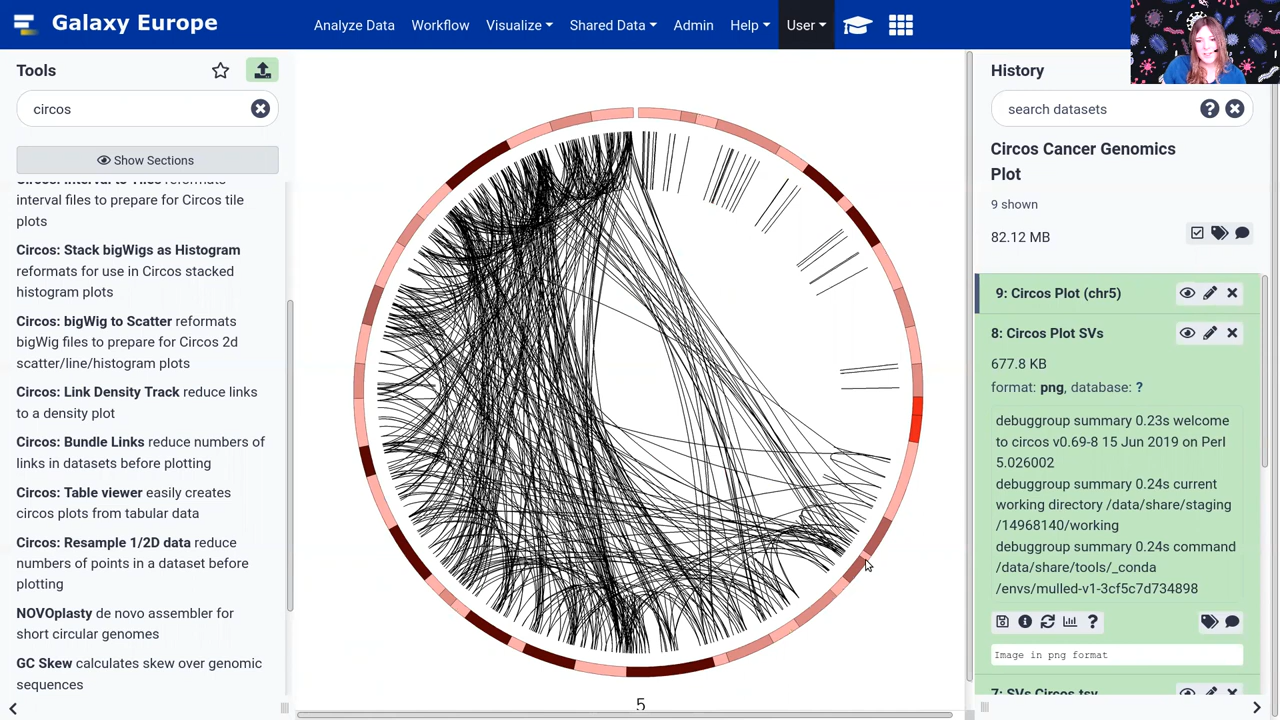 Galaxy Europe
Analyze Data
Workflow
Visualize
Shared Data
Admin
Help
User
Tools
circos
Show Sections
Circos: Interval to Tiles reformats
interval files to prepare for Circos tile
plots
Circos: Stack bigWigs as Histogram
reformats for use in Circos stacked
histogram plots
Circos: bigWig to Scatter reformats
bigWig files to prepare for Circos 2d
scatter/line/histogram plots
Circos: Link Density Track reduce links
to a density plot
Circos: Bundle Links reduce numbers of
links in datasets before plotting
Circos: Table viewer easily creates
circos plots from tabular data
Circos: Resample 1/2D data reduce
numbers of points in a dataset before
plotting
NOVOplasty de novo assembler for
short circular genomes
GC Skew calculates skew over genomic
sequences
5
History
search datasets
Circos Cancer Genomics
Plot
9 shown
82.12 MB
9: Circos Plot (chr5)
8: Circos Plot SVs
677.8 KB
format: png, database: ?
debuggroup summary 0.23s welcome
to circos v0.69-8 15 Jun 2019 on Perl
5.026002
debuggroup summary 0.24s current
working directory /data/share/staging
/14968140/working
debuggroup summary 0.24s command
/data/share/tools/_conda
/envs/mulled-v1-3cf5c7d734898
Image in png format
7: SVs Circos.tsv